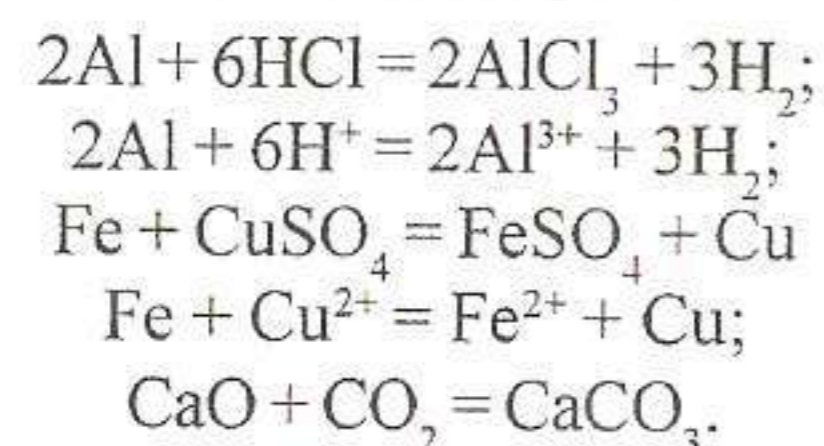 2Al + 6HCl = 2AlCl₃ + 3H₂;
2Al + 6H⁺ = 2Al³⁺ + 3H₂;
Fe + CuSO₄ = FeSO₄ + Cu
Fe + Cu²⁺ = Fe²⁺ + Cu;
CaO + CO₂ = CaCO₃.